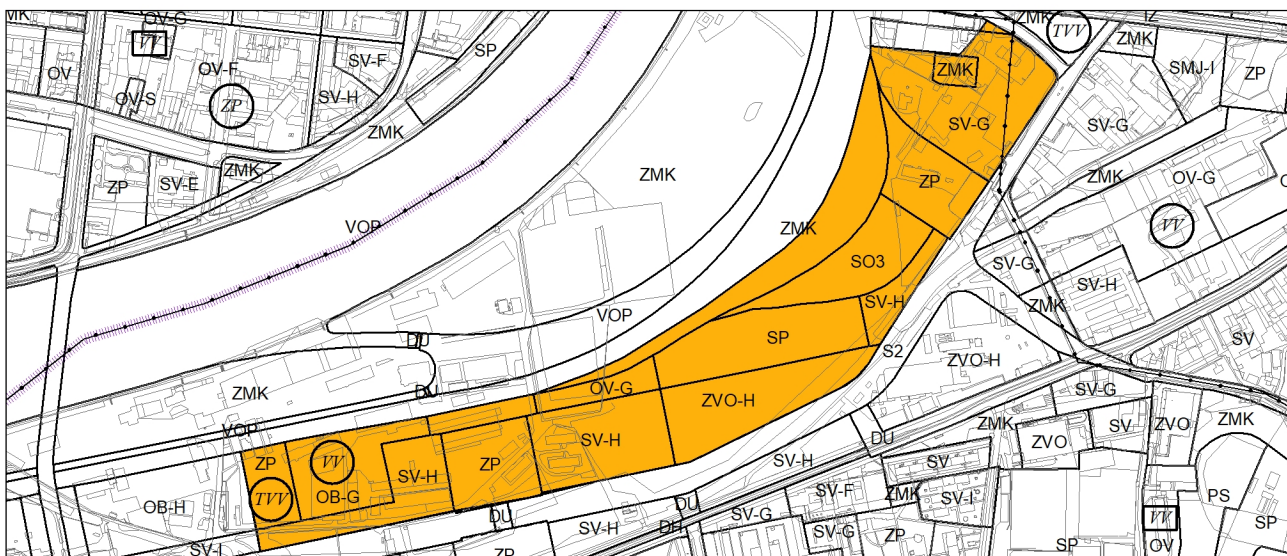 MK
OV-G
VV
OV
OV-F
OV-S
ZP
SV-F
SV-H
SP
ZMK
ZP
SV-E
ZMK
VOP
ZMK
ZMK
TVV
ZMK
SMJ-I
ZP
ZMK
SV-G
SV-G
ZMK
OV-G
VV
ZP
ZMK
SO3
SV-G
SV-H
ZMK
SV-H
VOP
SP
S2
SV
ZVO-H
OV-G
ZVO-H
SV-G
ZMK
DU
VOP
ZMK
ZVO
SV
ZVO
ZMK
SV-H
DU
ZP
VV
SV-H
ZP
SV-H
SV
TVV
OB-G
OB-H
SV-F
ZMK
SV-I
PS
DU
DU
SV-H
DH
SV-G
SV-G
ZP
VV
SP
SV-I
ZP
SP
OV